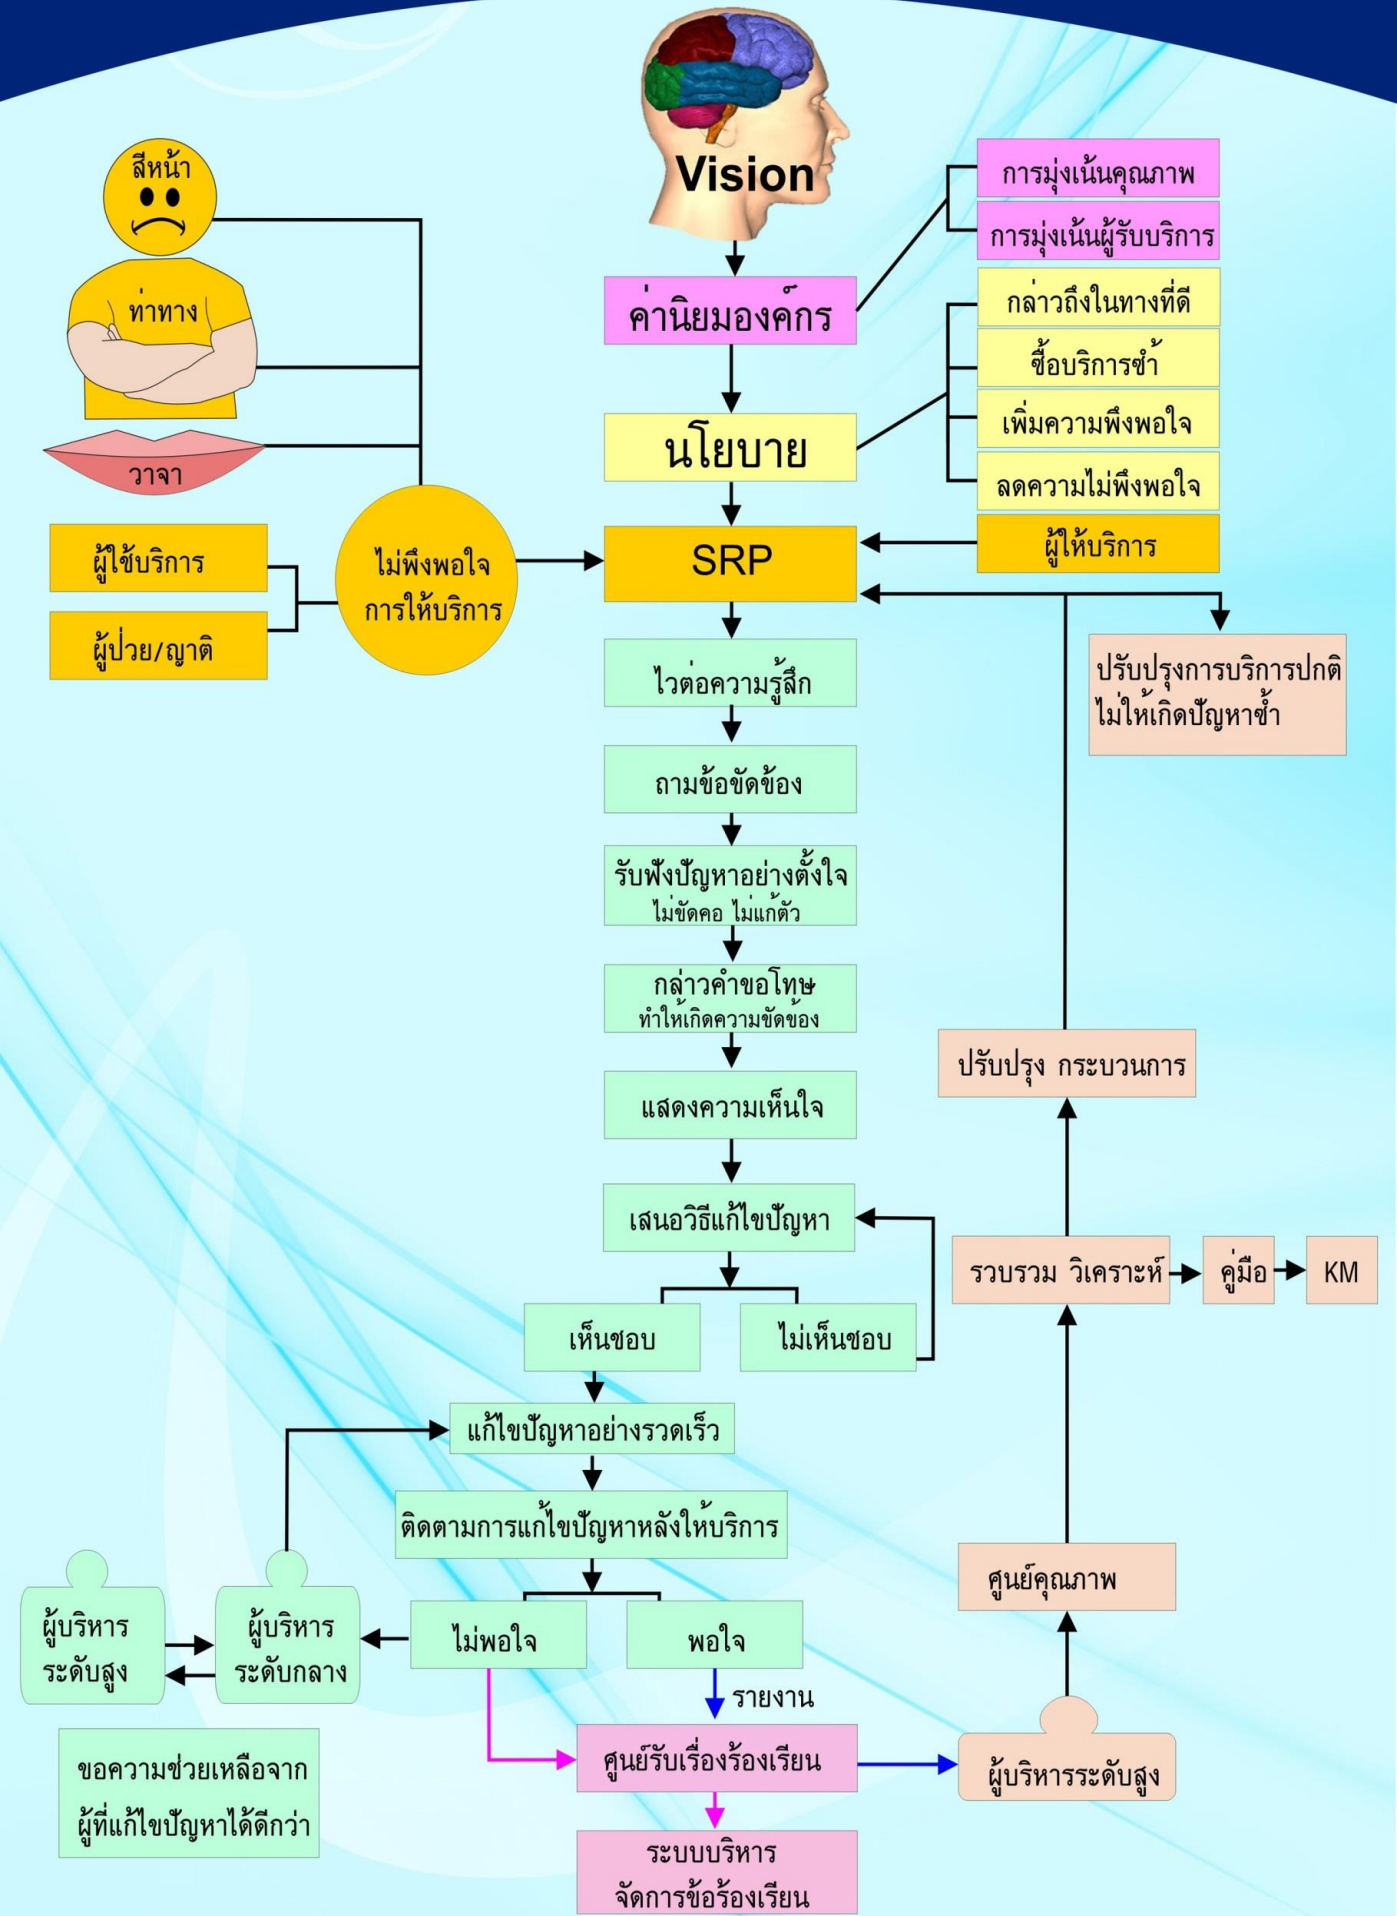 Vision
สีหน้า
ท่าทาง
วาจา
ผู้ใช้บริการ
ผู้ป่วย/ญาติ
ไม่พึงพอใจ
การให้บริการ
ค่านิยมองค์กร
การมุ่งเน้นคุณภาพ
การมุ่งเน้นผู้รับบริการ
นโยบาย
กล่าวถึงในทางที่ดี
ซื้อบริการซ้ำ
เพิ่มความพึงพอใจ
ลดความไม่พึงพอใจ
SRP
ผู้ให้บริการ
ปรับปรุงการบริการปกติ
ไม่ให้เกิดปัญหาซ้ำ
ไวต่อความรู้สึก
ถามข้อขัดข้อง
รับฟังปัญหาอย่างตั้งใจ
ไม่ขัดคอ ไม่แก้ตัว
กล่าวคำขอโทษ
ทำให้เกิดความขัดข้อง
แสดงความเห็นใจ
เสนอวิธีแก้ไขปัญหา
เห็นชอบ
ไม่เห็นชอบ
แก้ไขปัญหาอย่างรวดเร็ว
ติดตามการแก้ไขปัญหาหลังให้บริการ
ไม่พอใจ
พอใจ
ผู้บริหาร
ระดับสูง
ผู้บริหาร
ระดับกลาง
ขอความช่วยเหลือจาก
ผู้ที่แก้ไขปัญหาได้ดีกว่า
รายงาน
ศูนย์รับเรื่องร้องเรียน
ระบบบริหาร
จัดการข้อร้องเรียน
ผู้บริหารระดับสูง
ศูนย์คุณภาพ
รวบรวม วิเคราะห์
คู่มือ
KM
ปรับปรุง กระบวนการ